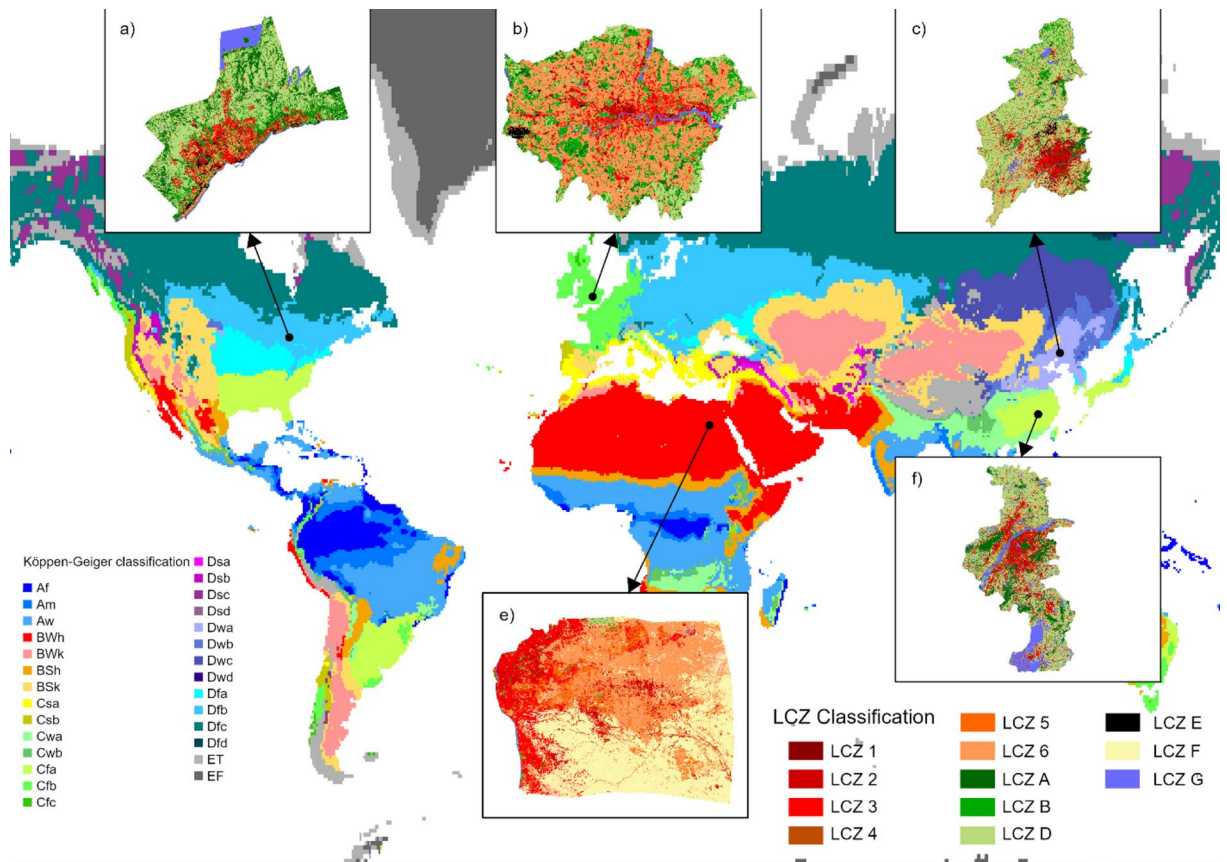 a)
b)
c)
Köppen-Geiger classification
Af
Am
Aw
BWh
BWk
BSh
BSk
Csa
Csb
Cwa
Cwb
Cfa
Cfb
Cfc
Dsa
Dsb
Dsc
Dsd
Dwa
Dwb
Dwc
Dwd
Dfa
Dfb
Dfc
Dfd
ET
EF
e)
f)
LCZ Classification
LCZ 1
LCZ 2
LCZ 3
LCZ 4
LCZ 5
LCZ 6
LCZ A
LCZ B
LCZ D
LCZ E
LCZ F
LCZ G